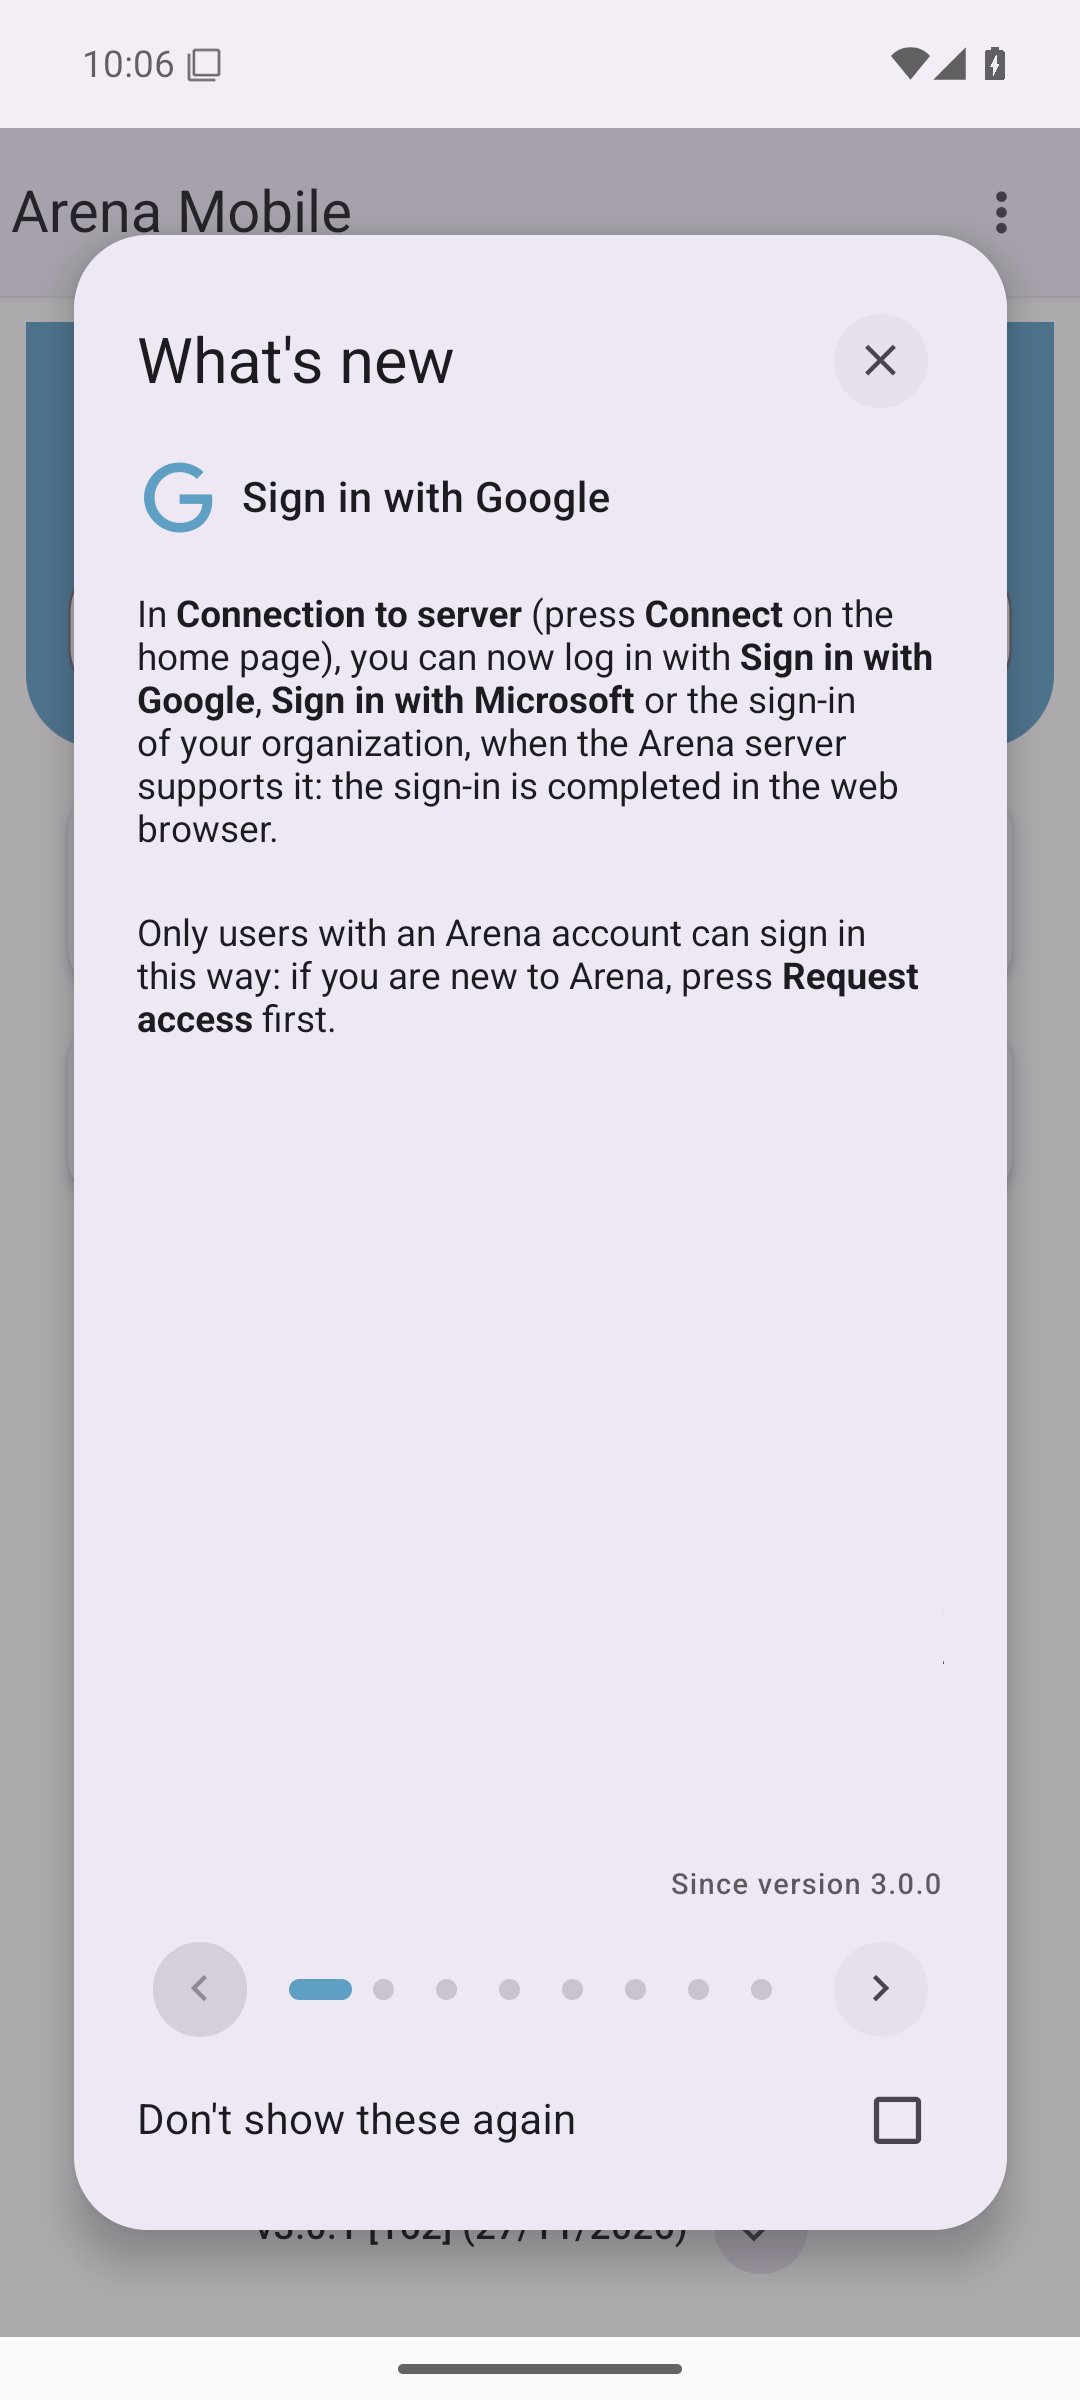 10:06
Arena Mobile
What's new
Sign in with Google
In Connection to server (press Connect on the
home page), you can now log in with Sign in with
Google, Sign in with Microsoft or the sign-in
of your organization, when the Arena server
supports it: the sign-in is completed in the web
browser.
Only users with an Arena account can sign in
this way: if you are new to Arena, press Request
access first.
Since version 3.0.0
Don't show these again